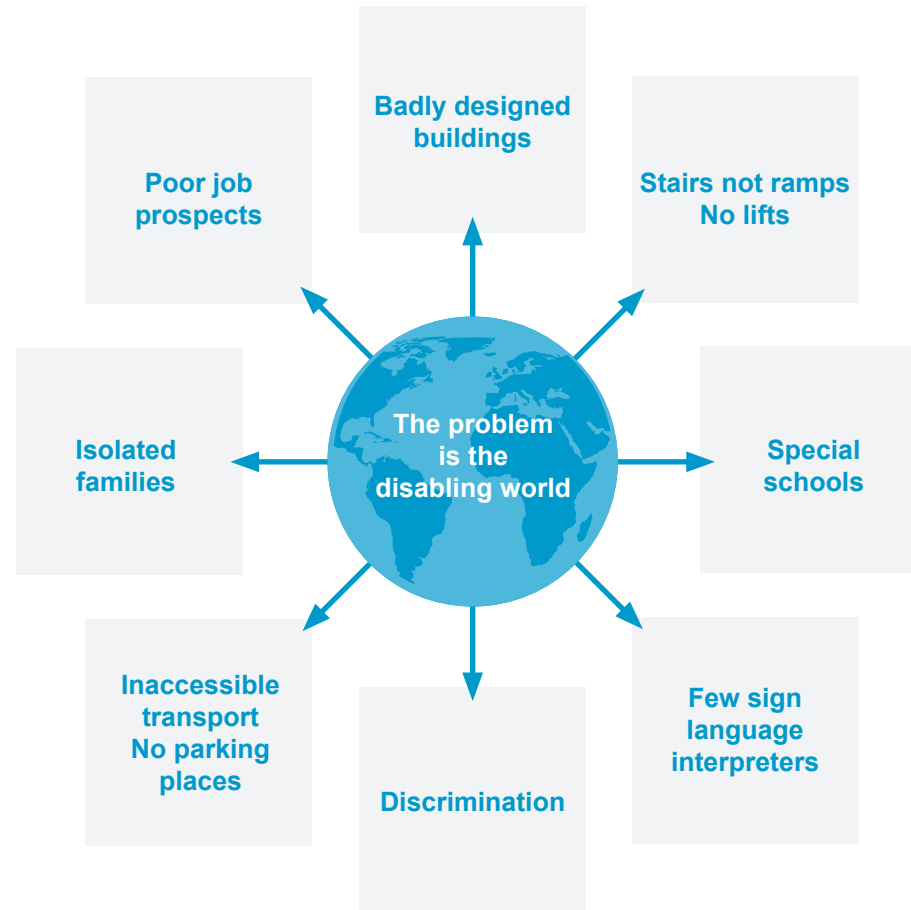 Badly designed
buildings
Stairs not ramps
No lifts
Special
schools
Few sign
language
interpreters
Discrimination
Inaccessible
transport
No parking
places
Isolated
families
Poor job
prospects
The problem
is the
disabling world